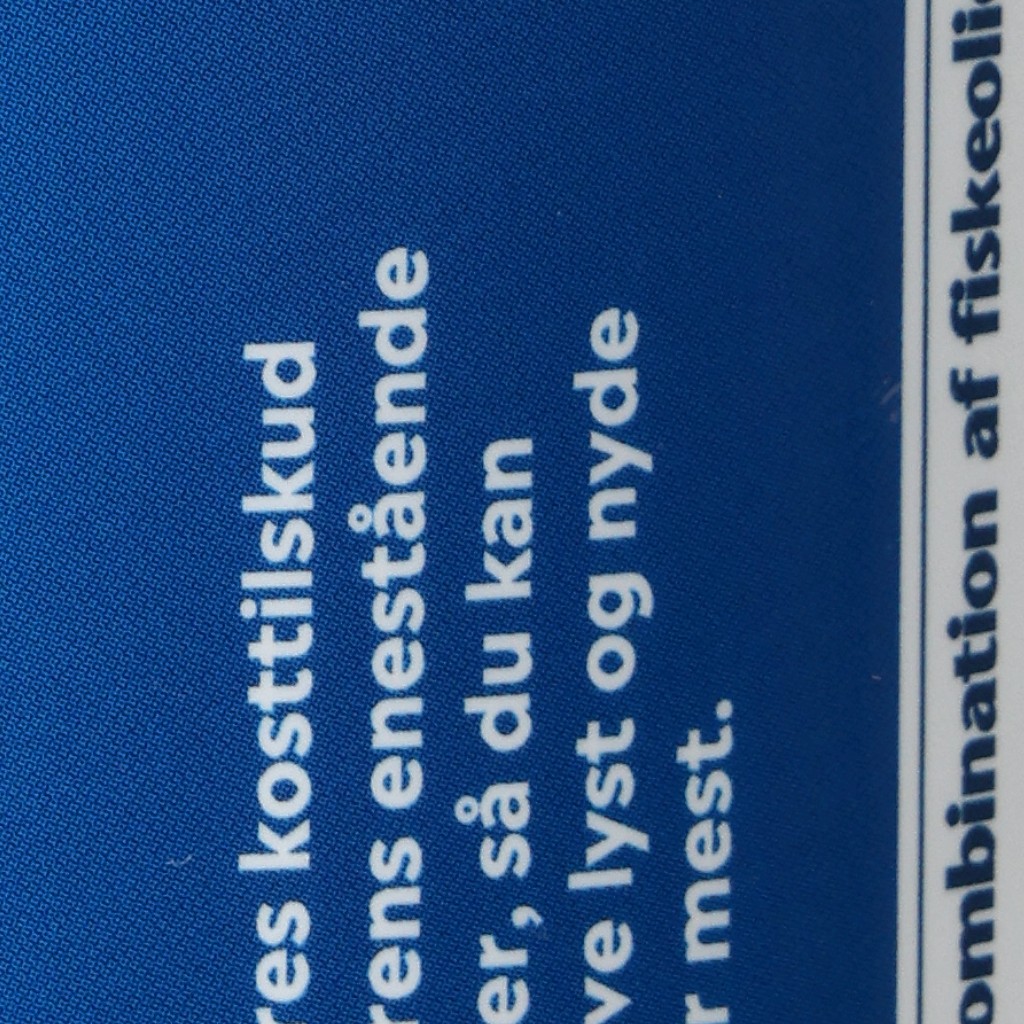 res kosttilskud
rens enestående
er, så du kan
ve lyst og nyde
r mest.
ombination af fiskeoli